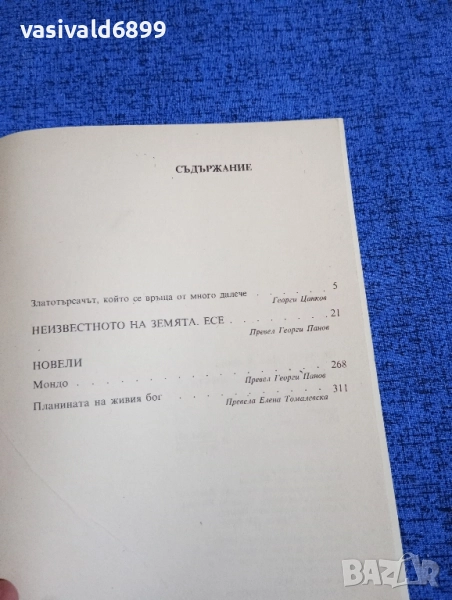 vasivald6899
СЪДЪРЖАНИЕ
Златотърсачът, който се връща от много далече . . . . . . 5
Георги Цанков
НЕИЗВЕСТНОТО НА ЗЕМЯТА. ЕСЕ . . . . . . . . 21
Превел Георги Панов
НОВЕЛИ
Мондо . . . . . . . . . . . . . . . . 268
Превел Георги Панов
Планината на живия бог . . . . . . . . . . . 311
Превела Елена Томалевска
BAZAR